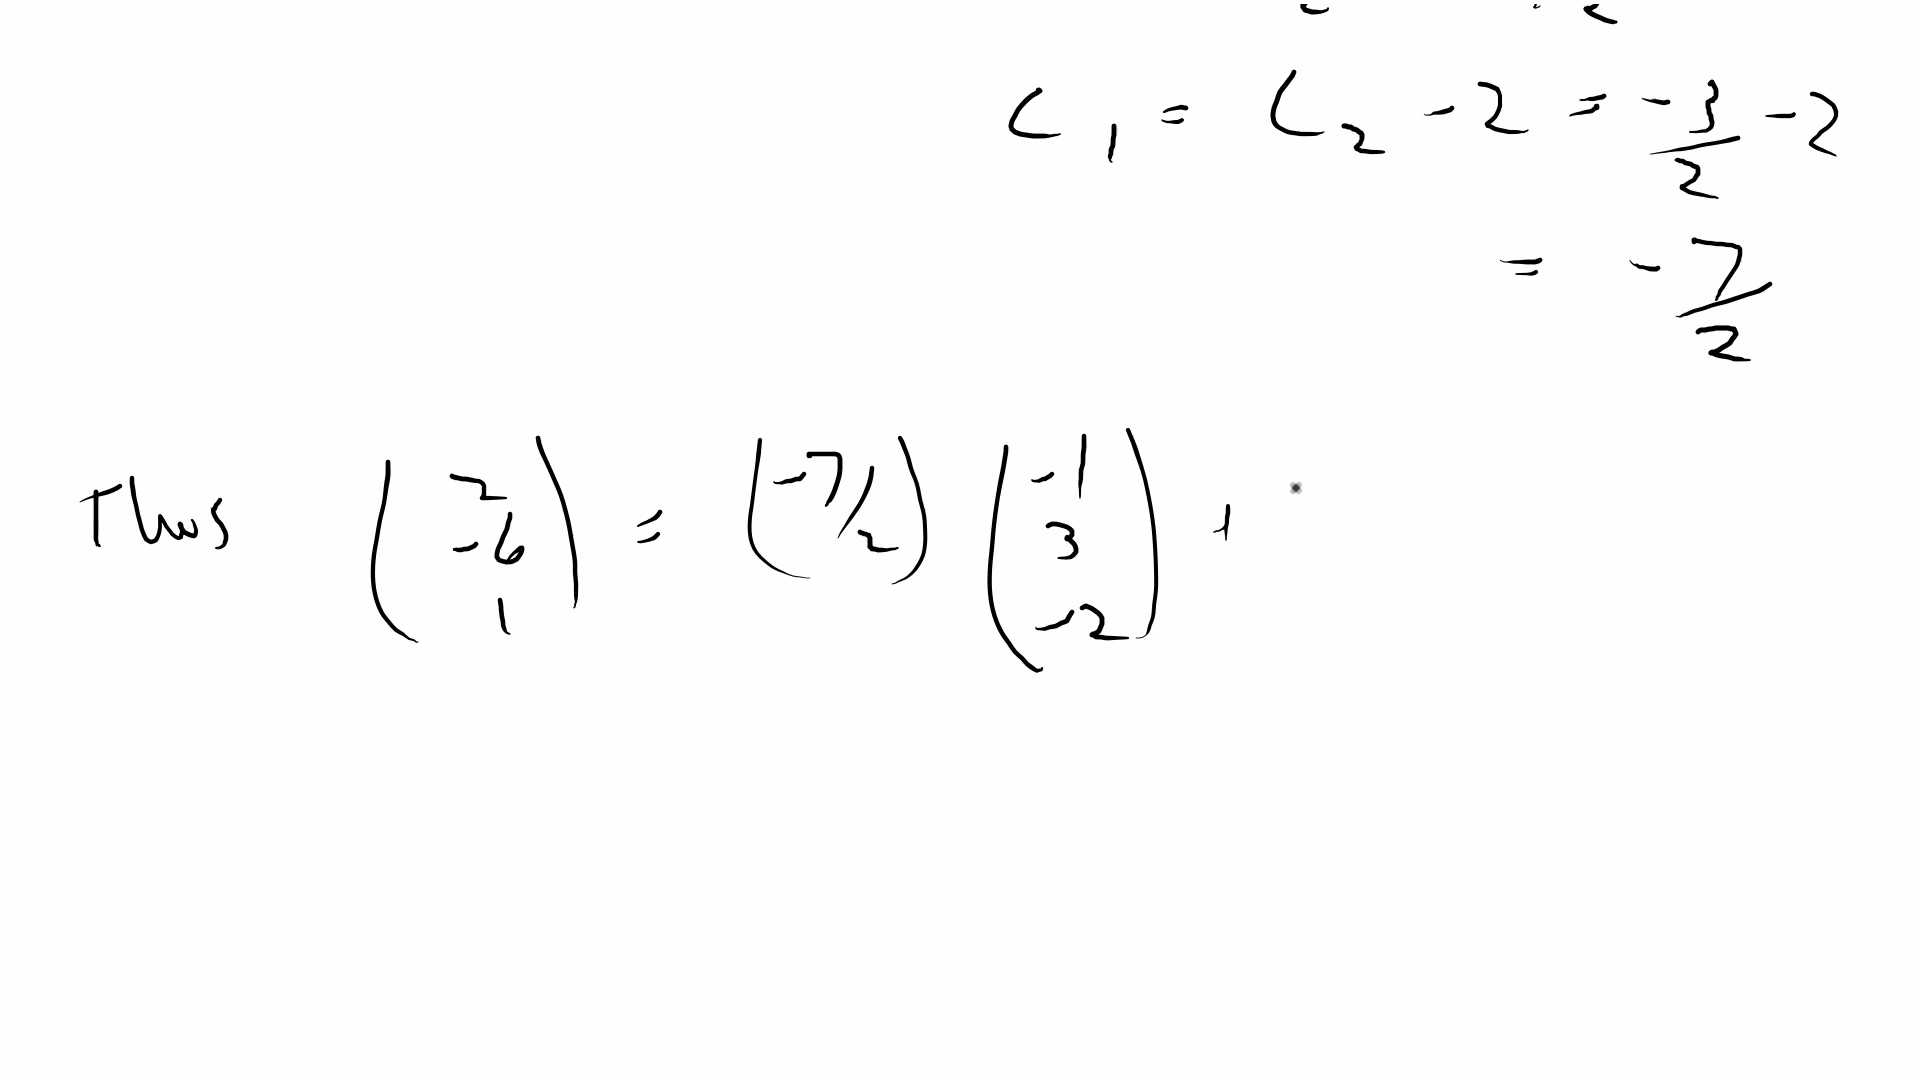 C₁ = C₂ - 2 = -3/2 - 2
= -7/2
Thus (2 -6 1) = (-7/2) (-1 3 -2) +